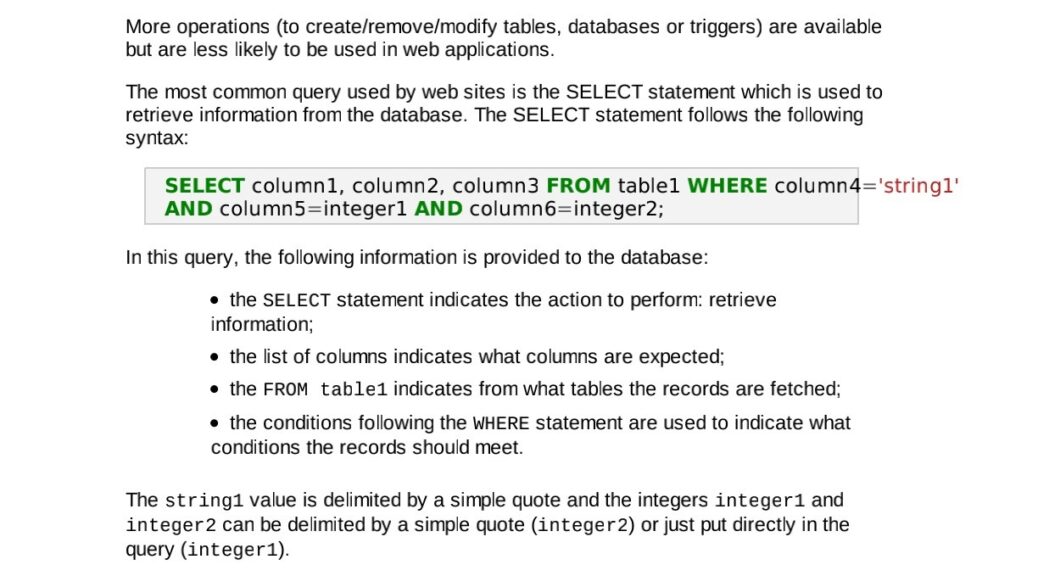 More operations (to create/remove/modify tables, databases or triggers) are available
but are less likely to be used in web applications.
The most common query used by web sites is the SELECT statement which is used to
retrieve information from the database. The SELECT statement follows the following
syntax:
SELECT column1, column2, column3 FROM table1 WHERE column4='string1'
AND column5=integer1 AND column6=integer2;
In this query, the following information is provided to the database:
• the SELECT statement indicates the action to perform: retrieve
information;
• the list of columns indicates what columns are expected;
• the FROM table1 indicates from what tables the records are fetched;
• the conditions following the WHERE statement are used to indicate what
conditions the records should meet.
The string1 value is delimited by a simple quote and the integers integer1 and
integer2 can be delimited by a simple quote (integer2) or just put directly in the
query (integer1).